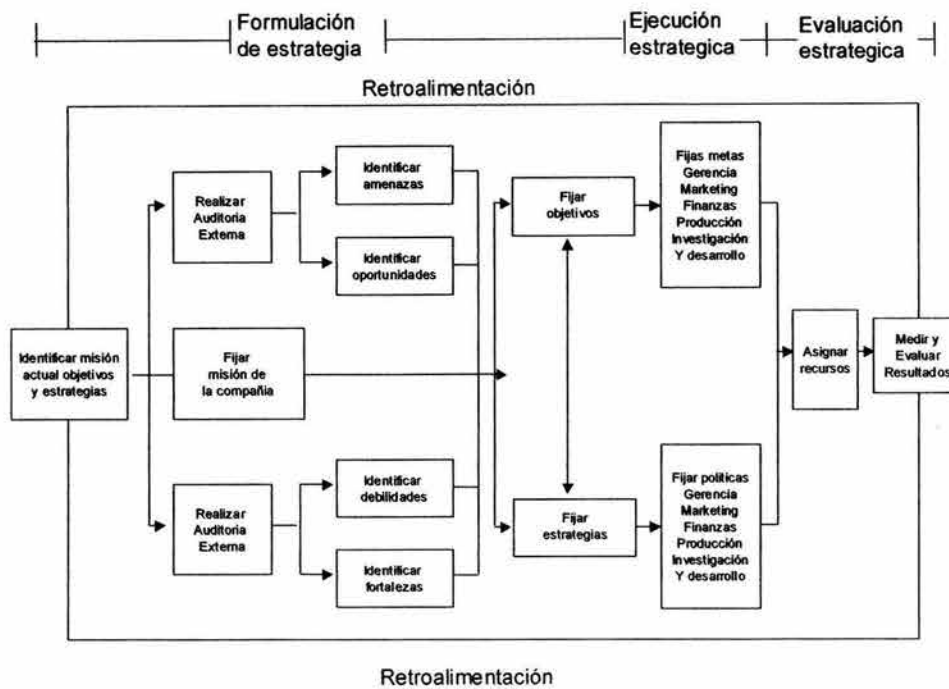 Formulación
de estrategia
Ejecución
estrategica
Evaluación
estrategica
Retroalimentación
Identificar misión
actual objetivos
y estrategias
Realizar
Auditoria
Externa
Identificar
amenazas
Identificar
oportunidades
Fijar
misión de
la compañia
Realizar
Auditoria
Externa
Identificar
debilidades
Identificar
fortalezas
Fijar
objetivos
Fijar
estrategias
Fijas metas
Gerencia
Marketing
Finanzas
Producción
Investigación
Y desarrollo
Fijar politicas
Gerencia
Marketing
Finanzas
Producción
Investigación
Y desarrollo
Asignar
recursos
Medir y
Evaluar
Resultados
Retroalimentación